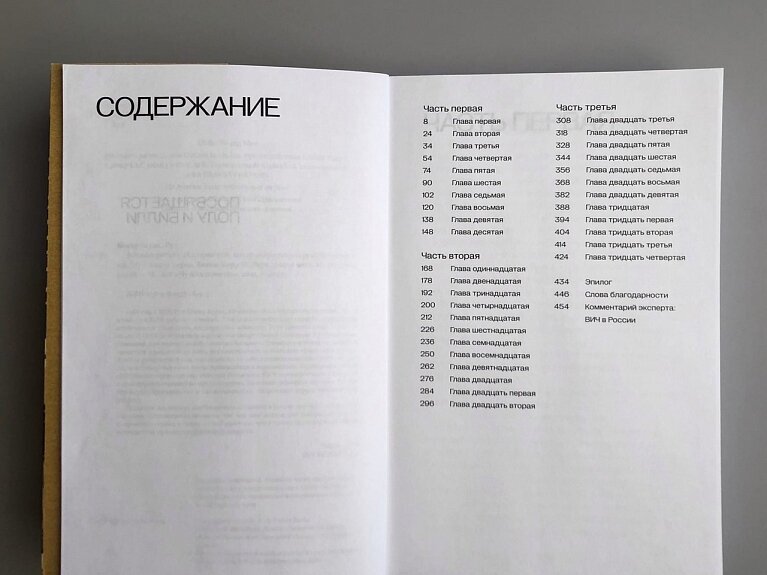 СОДЕРЖАНИЕ
Часть первая
8 Глава первая
24 Глава вторая
34 Глава третья
54 Глава четвертая
74 Глава пятая
90 Глава шестая
102 Глава седьмая
120 Глава восьмая
138 Глава девятая
148 Глава десятая
Часть вторая
168 Глава одиннадцатая
178 Глава двенадцатая
192 Глава тринадцатая
200 Глава четырнадцатая
212 Глава пятнадцатая
226 Глава шестнадцатая
236 Глава семнадцатая
250 Глава восемнадцатая
262 Глава девятнадцатая
276 Глава двадцатая
284 Глава двадцать первая
296 Глава двадцать вторая
Часть третья
308 Глава двадцать третья
318 Глава двадцать четвертая
328 Глава двадцать пятая
344 Глава двадцать шестая
356 Глава двадцать седьмая
368 Глава двадцать восьмая
382 Глава двадцать девятая
388 Глава тридцатая
394 Глава тридцать первая
404 Глава тридцать вторая
414 Глава тридцать третья
424 Глава тридцать четвертая
434 Эпилог
446 Слова благодарности
454 Комментарий эксперта:
ВИЧ в России
ПОСВЯЩАЕТСЯ
ПОЛУ И БИЛЛИ